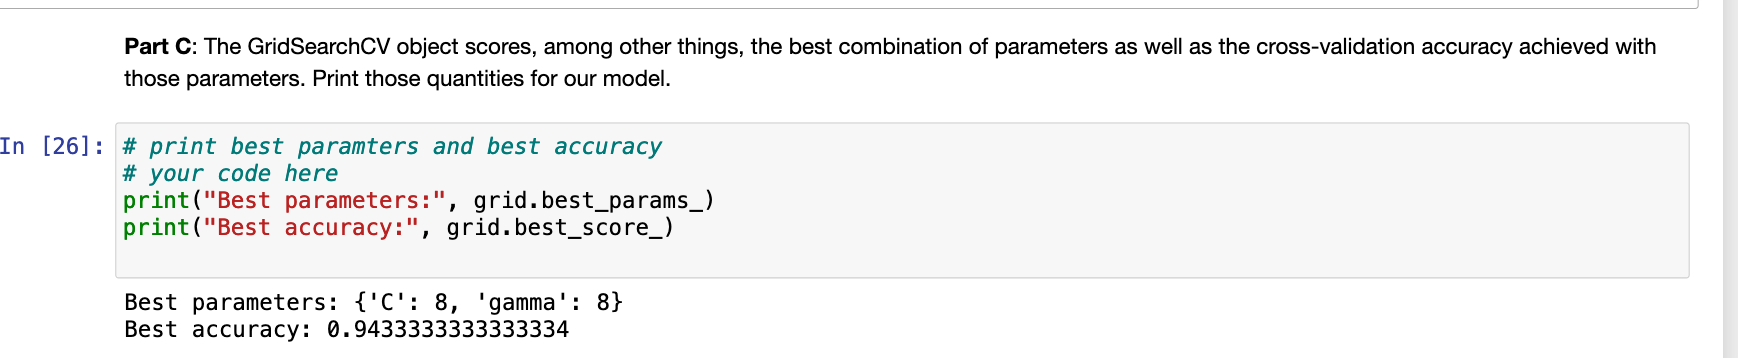 Part C: The GridSearchCV object scores, among other things, the best combination of parameters as well as the cross-validation accuracy achieved with
those parameters. Print those quantities for our model.
In [26]:
# print best paramters and best accuracy
# your code here
print("Best parameters:", grid.best_params_)
print("Best accuracy:", grid.best_score_)
Best parameters: {'C': 8, 'gamma': 8}
Best accuracy: 0.9433333333333334